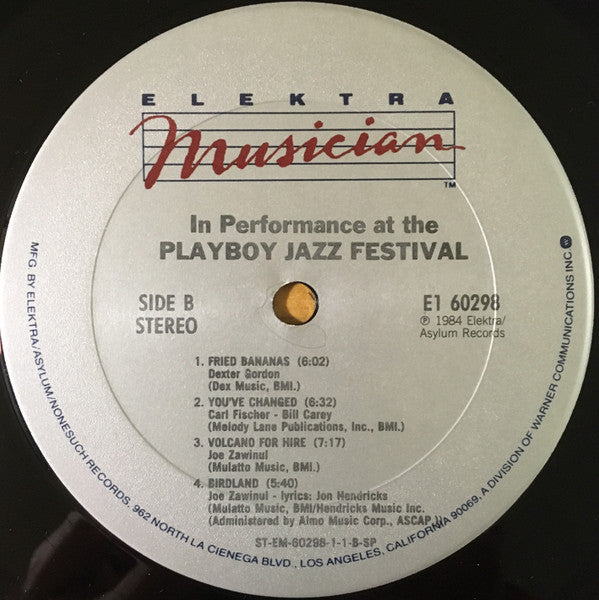 ELEKTRA
Musician
™
In Performance at the
PLAYBOY JAZZ FESTIVAL
SIDE B
STEREO
E1 60298
℗ 1984 Elektra/
Asylum Records
1. FRIED BANANAS (6:02)
Dexter Gordon
(Dex Music, BMI.)
2. YOU'VE CHANGED (6:32)
Carl Fischer - Bill Carey
(Melody Lane Publications, Inc., BMI.)
3. VOLCANO FOR HIRE (7:17)
Joe Zawinul
(Mulatto Music, BMI.)
4. BIRDLAND (5:40)
Joe Zawinul - lyrics: Jon Hendricks
(Mulatto Music, BMI/Hendricks Music Inc.
(Administered by Almo Music Corp., ASCAP.))
ST-EM-60298-1-1-B-SP
MFG. BY ELEKTRA/ASYLUM/NONESUCH RECORDS, 962 NORTH LA CIENEGA BLVD., LOS ANGELES, CALIFORNIA 90069. A DIVISION OF WARNER COMMUNICATIONS INC.